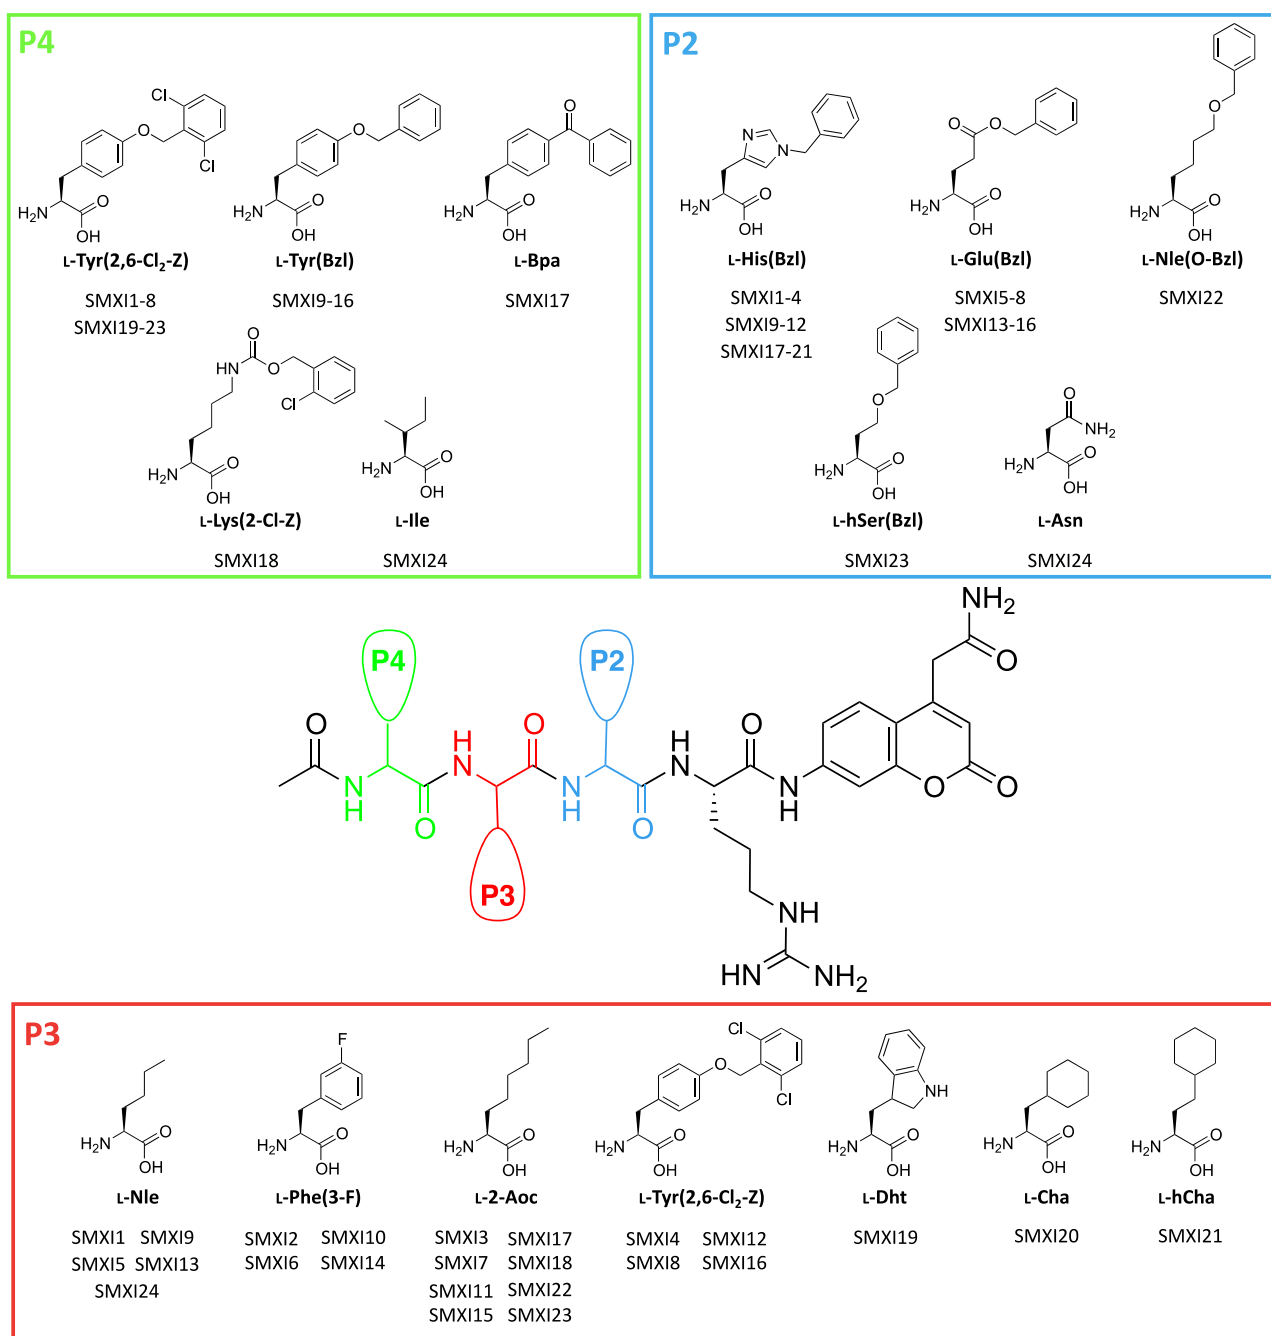 P4
Cl
O
Cl
H₂N
O
OH
L-Tyr(2,6-Cl₂-Z)
SMXI1-8
SMXI19-23
O
H₂N
O
OH
L-Tyr(Bzl)
SMXI9-16
O
H₂N
O
OH
L-Bpa
SMXI17
O
HN
O
Cl
H₂N
O
OH
L-Lys(2-Cl-Z)
SMXI18
H₂N
O
OH
L-Ile
SMXI24
P2
N
N
H₂N
O
OH
L-His(Bzl)
SMXI1-4
SMXI9-12
SMXI17-21
O
O
H₂N
O
OH
L-Glu(Bzl)
SMXI5-8
SMXI13-16
O
H₂N
O
OH
L-Nle(O-Bzl)
SMXI22
O
H₂N
O
OH
L-hSer(Bzl)
SMXI23
O
NH₂
H₂N
O
OH
L-Asn
SMXI24
NH₂
O
P4
P2
O
H
N
O
H
N
O
N
H
O
N
H
O
N
H
O
O
P3
NH
HN
NH₂
P3
H₂N
O
OH
L-Nle
SMXI1 SMXI9
SMXI5 SMXI13
SMXI24
F
H₂N
O
OH
L-Phe(3-F)
SMXI2 SMXI10
SMXI6 SMXI14
H₂N
O
OH
L-2-Aoc
SMXI3 SMXI17
SMXI7 SMXI18
SMXI11 SMXI22
SMXI15 SMXI23
Cl
O
Cl
H₂N
O
OH
L-Tyr(2,6-Cl₂-Z)
SMXI4 SMXI12
SMXI8 SMXI16
NH
H₂N
O
OH
L-Dht
SMXI19
H₂N
O
OH
L-Cha
SMXI20
H₂N
O
OH
L-hCha
SMXI21